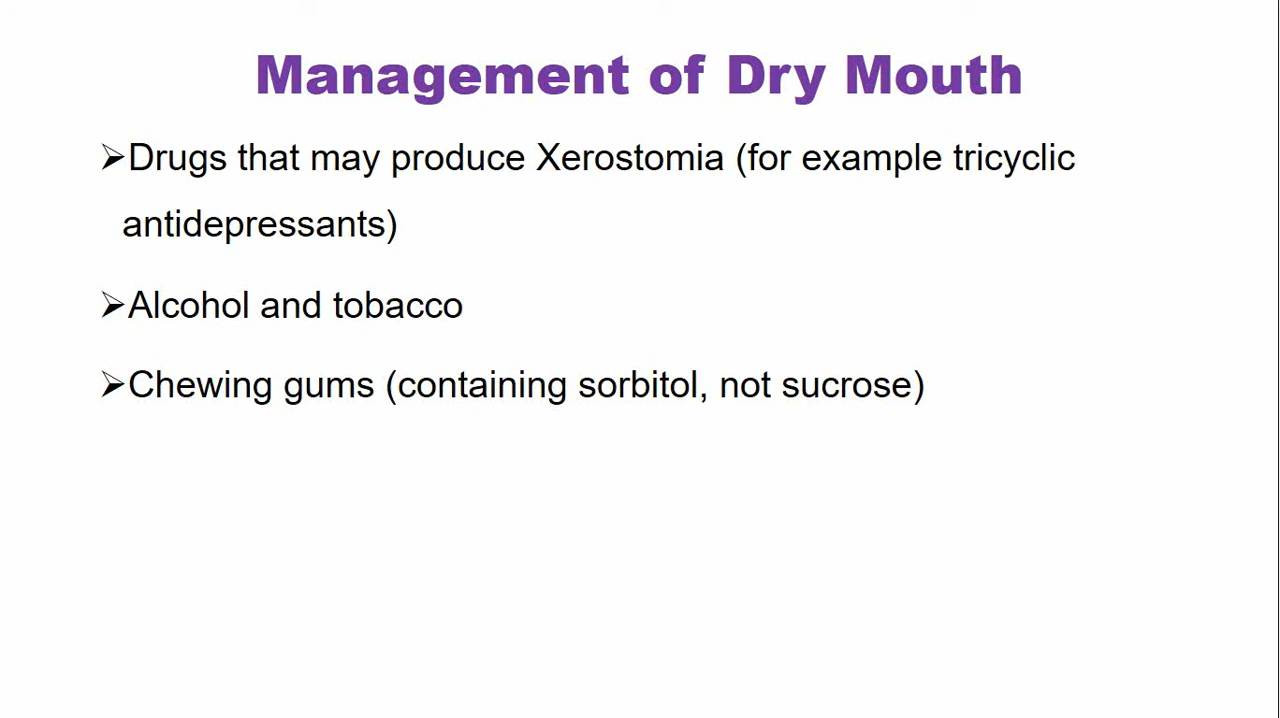 Management of Dry Mouth
➢Drugs that may produce Xerostomia (for example tricyclic
antidepressants)
➢Alcohol and tobacco
➢Chewing gums (containing sorbitol, not sucrose)